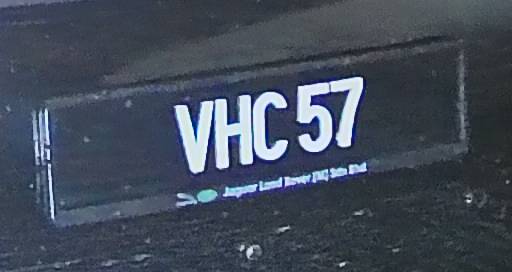 VHC 57
Jaguar Land Rover (M) Sdn Bhd